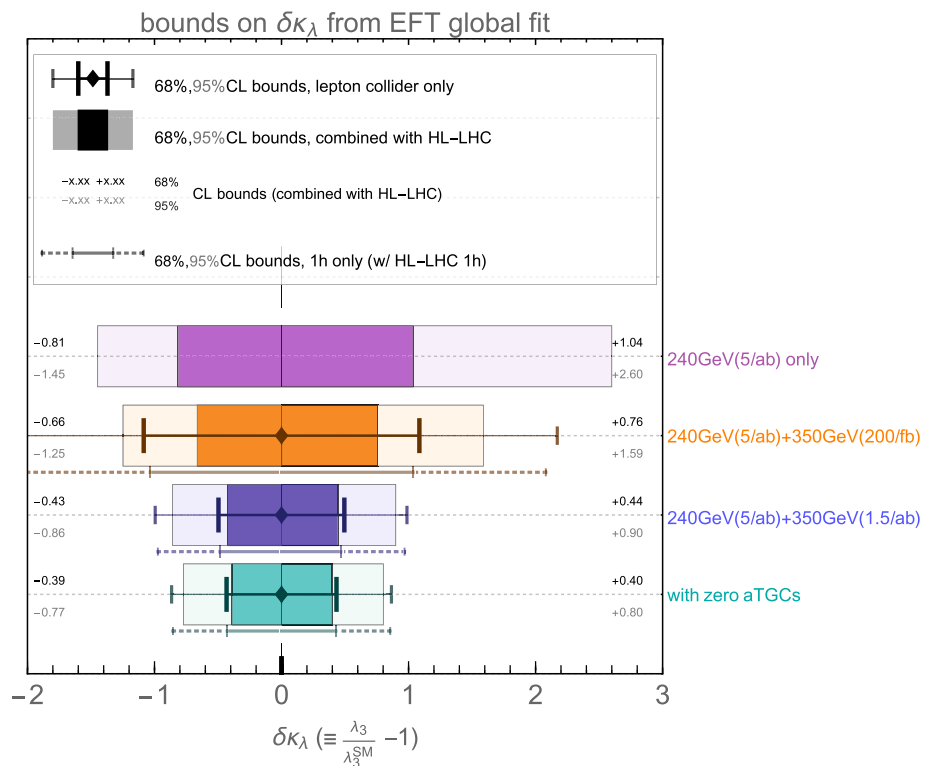 bounds on δκλ from EFT global fit
68%,95%CL bounds, lepton collider only
68%,95%CL bounds, combined with HL−LHC
−x.xx +x.xx 68%
−x.xx +x.xx 95%
CL bounds (combined with HL−LHC)
68%,95%CL bounds, 1h only (w/ HL−LHC 1h)
−0.81 +1.04
240GeV(5/ab) only
−1.45 +2.60
−0.66 +0.76
240GeV(5/ab)+350GeV(200/fb)
−1.25 +1.59
−0.43 +0.44
240GeV(5/ab)+350GeV(1.5/ab)
−0.86 +0.90
−0.39 +0.40
with zero aTGCs
−0.77 +0.80
−2 −1 0 1 2 3
δκλ (≡ λ3/λ3SM −1)